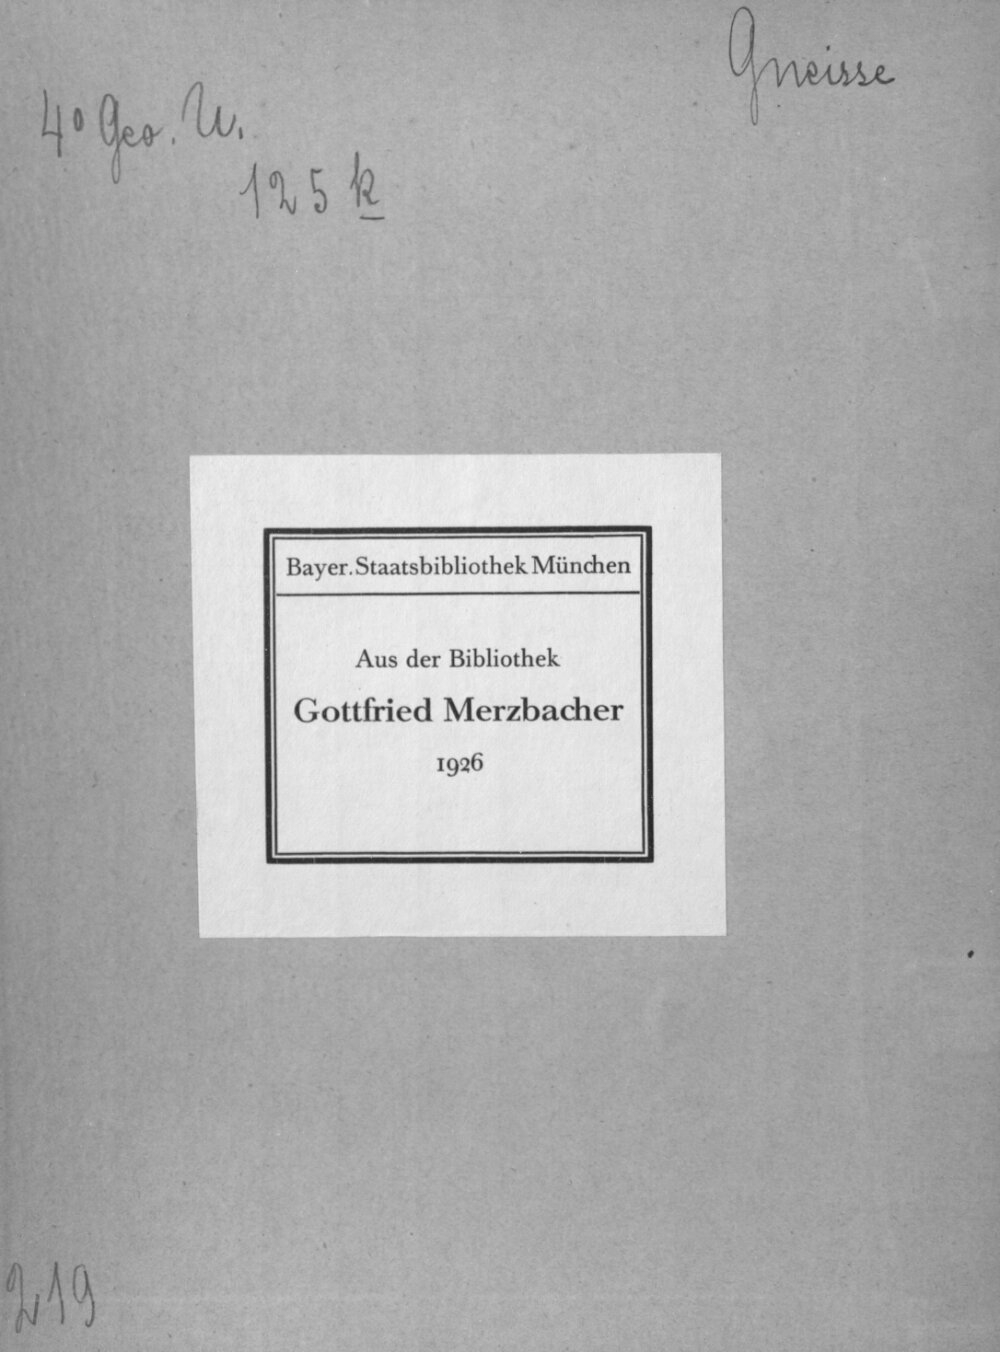 Gneisse
4° Geo. U.
125 k
Bayer. Staatsbibliothek München
Aus der Bibliothek
Gottfried Merzbacher
1926
219